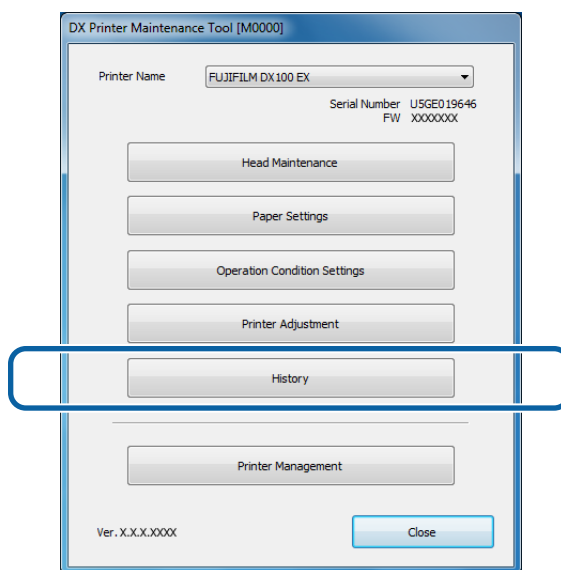 DX Printer Maintenance Tool [M0000]
Printer Name FUJIFILM DX100 EX
Serial Number U5GE019646
FW XXXXXXX
Head Maintenance
Paper Settings
Operation Condition Settings
Printer Adjustment
History
Printer Management
Ver. X.X.X.XXXX Close